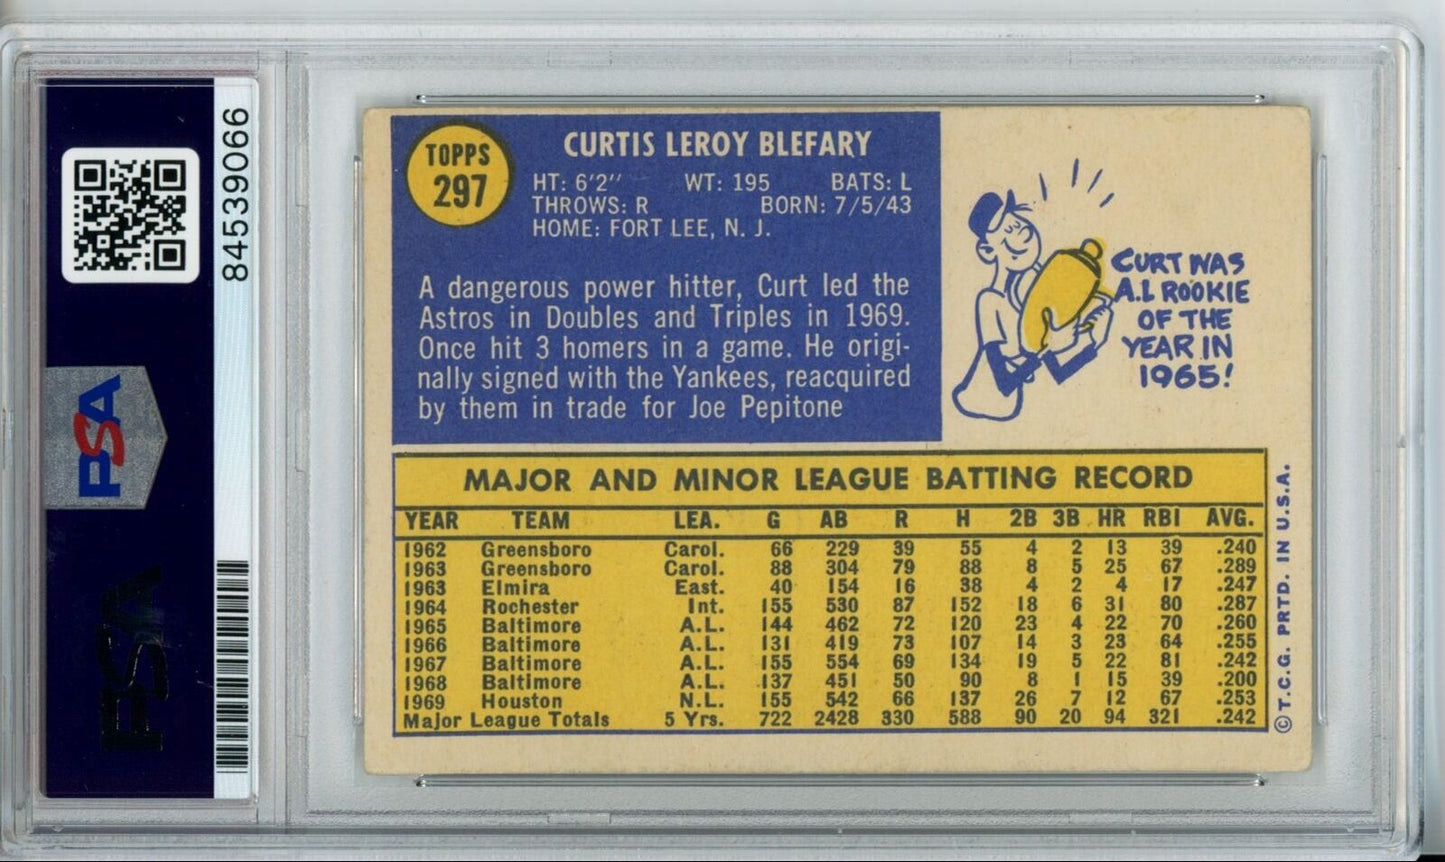 84539066
PSA
PSA
TOPPS
297
CURTIS LEROY BLEFARY
HT: 6'2" WT: 195 BATS: L
THROWS: R BORN: 7/5/43
HOME: FORT LEE, N. J.
A dangerous power hitter, Curt led the
Astros in Doubles and Triples in 1969.
Once hit 3 homers in a game. He origi-
nally signed with the Yankees, reacquired
by them in trade for Joe Pepitone
CURT WAS
A.L ROOKIE
OF THE
YEAR IN
1965!
MAJOR AND MINOR LEAGUE BATTING RECORD
YEAR TEAM LEA. G AB R H 2B 3B HR RBI AVG.
1962 Greensboro Carol. 66 229 39 55 4 2 13 39 .240
1963 Greensboro Carol. 88 304 79 88 8 5 25 67 .289
1963 Elmira East. 40 154 16 38 4 2 4 17 .247
1964 Rochester Int. 155 530 87 152 18 6 31 80 .287
1965 Baltimore A.L. 144 462 72 120 23 4 22 70 .260
1966 Baltimore A.L. 131 419 73 107 14 3 23 64 .255
1967 Baltimore A.L. 155 554 69 134 19 5 22 81 .242
1968 Baltimore A.L. 137 451 50 90 8 1 15 39 .200
1969 Houston N.L. 155 542 66 137 26 7 12 67 .253
Major League Totals 5 Yrs. 722 2428 330 588 90 20 94 321 .242
© T.C.G. PRTD. IN U.S.A.